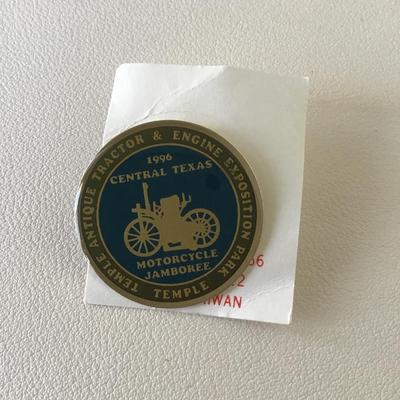 TEMPLE ANTIQUE TRACTOR & ENGINE EXPOSITION PARK
1996
CENTRAL TEXAS
MOTORCYCLE
JAMBOREE
TEMPLE